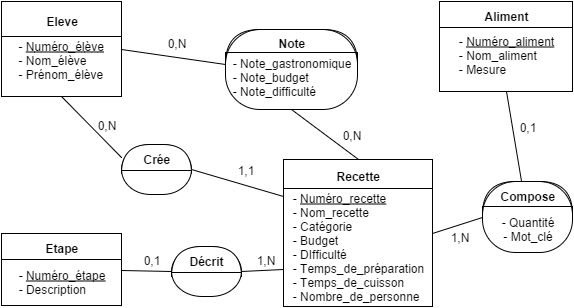 Eleve
- Numéro_élève
- Nom_élève
- Prénom_élève
0,N
Note
- Note_gastronomique
- Note_budget
- Note_difficulté
Aliment
- Numéro_aliment
- Nom_aliment
- Mesure
0,N
0,N
0,1
Crée
1,1
Recette
- Numéro_recette
- Nom_recette
- Catégorie
- Budget
- DIfficulté
- Temps_de_préparation
- Temps_de_cuisson
- Nombre_de_personne
Compose
- Quantité
- Mot_clé
1,N
Etape
- Numéro_étape
- Description
0,1
Décrit
1,N